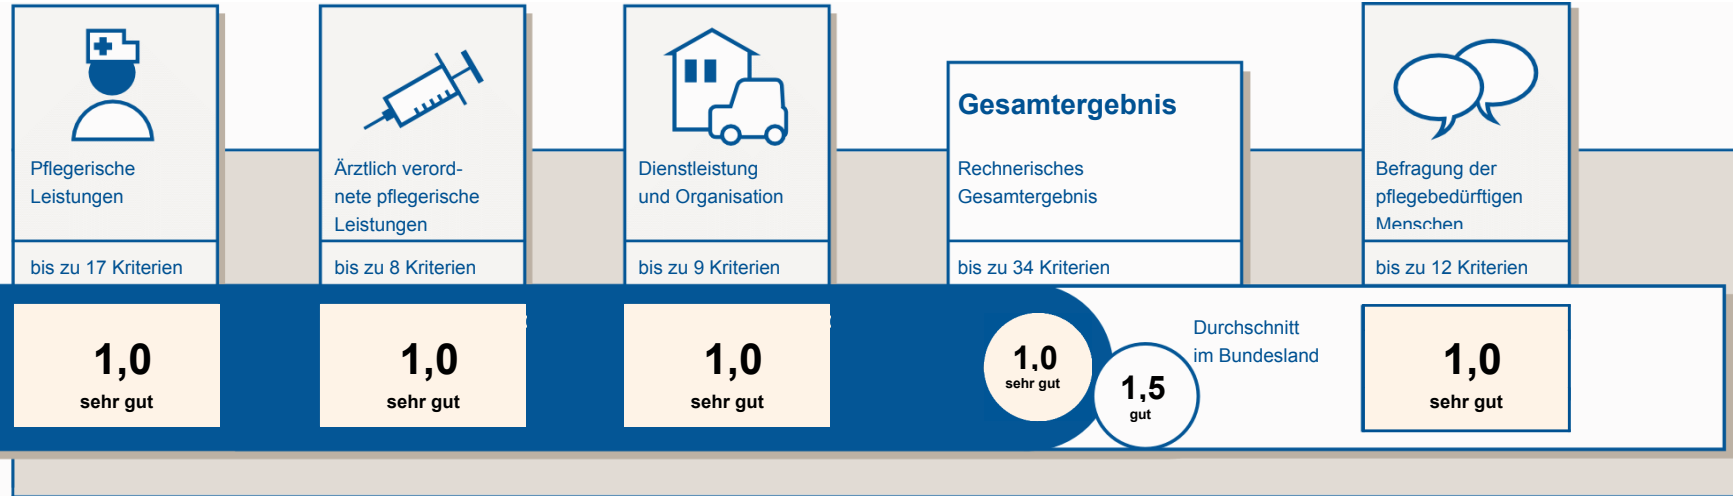 Pflegerische
Leistungen
bis zu 17 Kriterien
1,0
sehr gut
Ärztlich verord-
nete pflegerische
Leistungen
bis zu 8 Kriterien
1,0
sehr gut
Dienstleistung
und Organisation
bis zu 9 Kriterien
1,0
sehr gut
Gesamtergebnis
Rechnerisches
Gesamtergebnis
bis zu 34 Kriterien
1,0
sehr gut
1,5
gut
Durchschnitt
im Bundesland
Befragung der
pflegebedürftigen
Menschen
bis zu 12 Kriterien
1,0
sehr gut